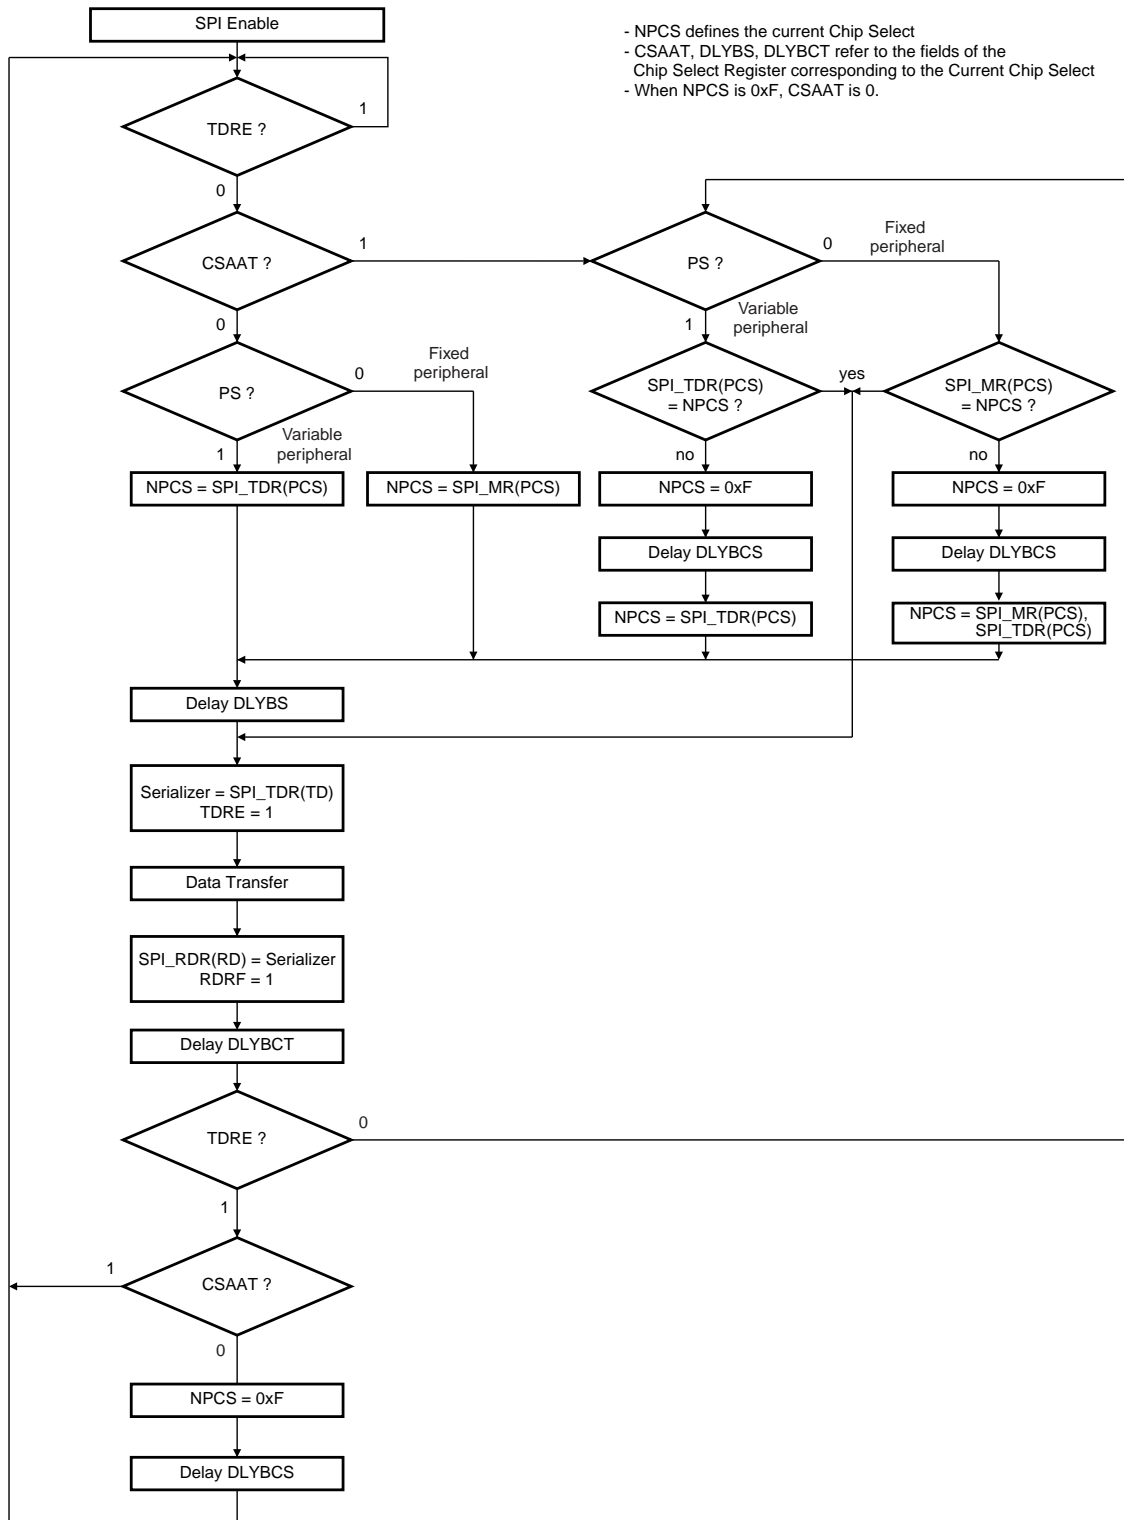 SPI Enable
- NPCS defines the current Chip Select
- CSAAT, DLYBS, DLYBCT refer to the fields of the
Chip Select Register corresponding to the Current Chip Select
- When NPCS is 0xF, CSAAT is 0.
TDRE ?
1
0
CSAAT ?
1
0
PS ?
0
Fixed
peripheral
1
Variable
peripheral
PS ?
0
Fixed
peripheral
1
Variable
peripheral
NPCS = SPI_TDR(PCS)
NPCS = SPI_MR(PCS)
SPI_TDR(PCS)
= NPCS ?
yes
no
SPI_MR(PCS)
= NPCS ?
no
NPCS = 0xF
Delay DLYBCS
NPCS = SPI_TDR(PCS)
NPCS = 0xF
Delay DLYBCS
NPCS = SPI_MR(PCS),
SPI_TDR(PCS)
Delay DLYBS
Serializer = SPI_TDR(TD)
TDRE = 1
Data Transfer
SPI_RDR(RD) = Serializer
RDRF = 1
Delay DLYBCT
TDRE ?
0
1
CSAAT ?
1
0
NPCS = 0xF
Delay DLYBCS